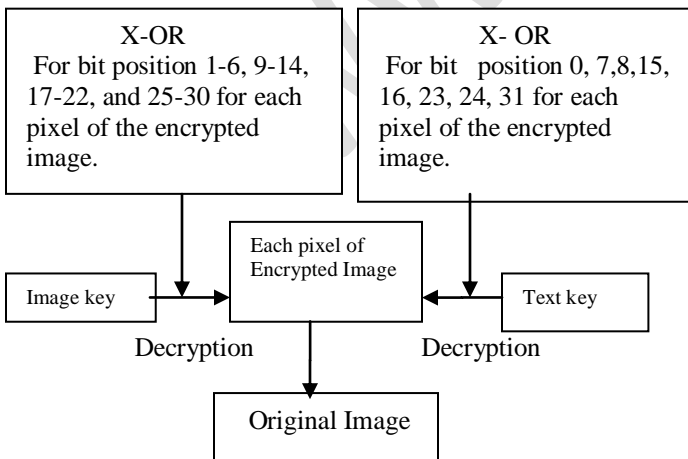 X-OR
For bit position 1-6, 9-14,
17-22, and 25-30 for each
pixel of the encrypted
image.
X- OR
For bit position 0, 7,8,15,
16, 23, 24, 31 for each
pixel of the encrypted
image.
Each pixel of
Encrypted Image
Image key
Text key
Decryption
Decryption
Original Image